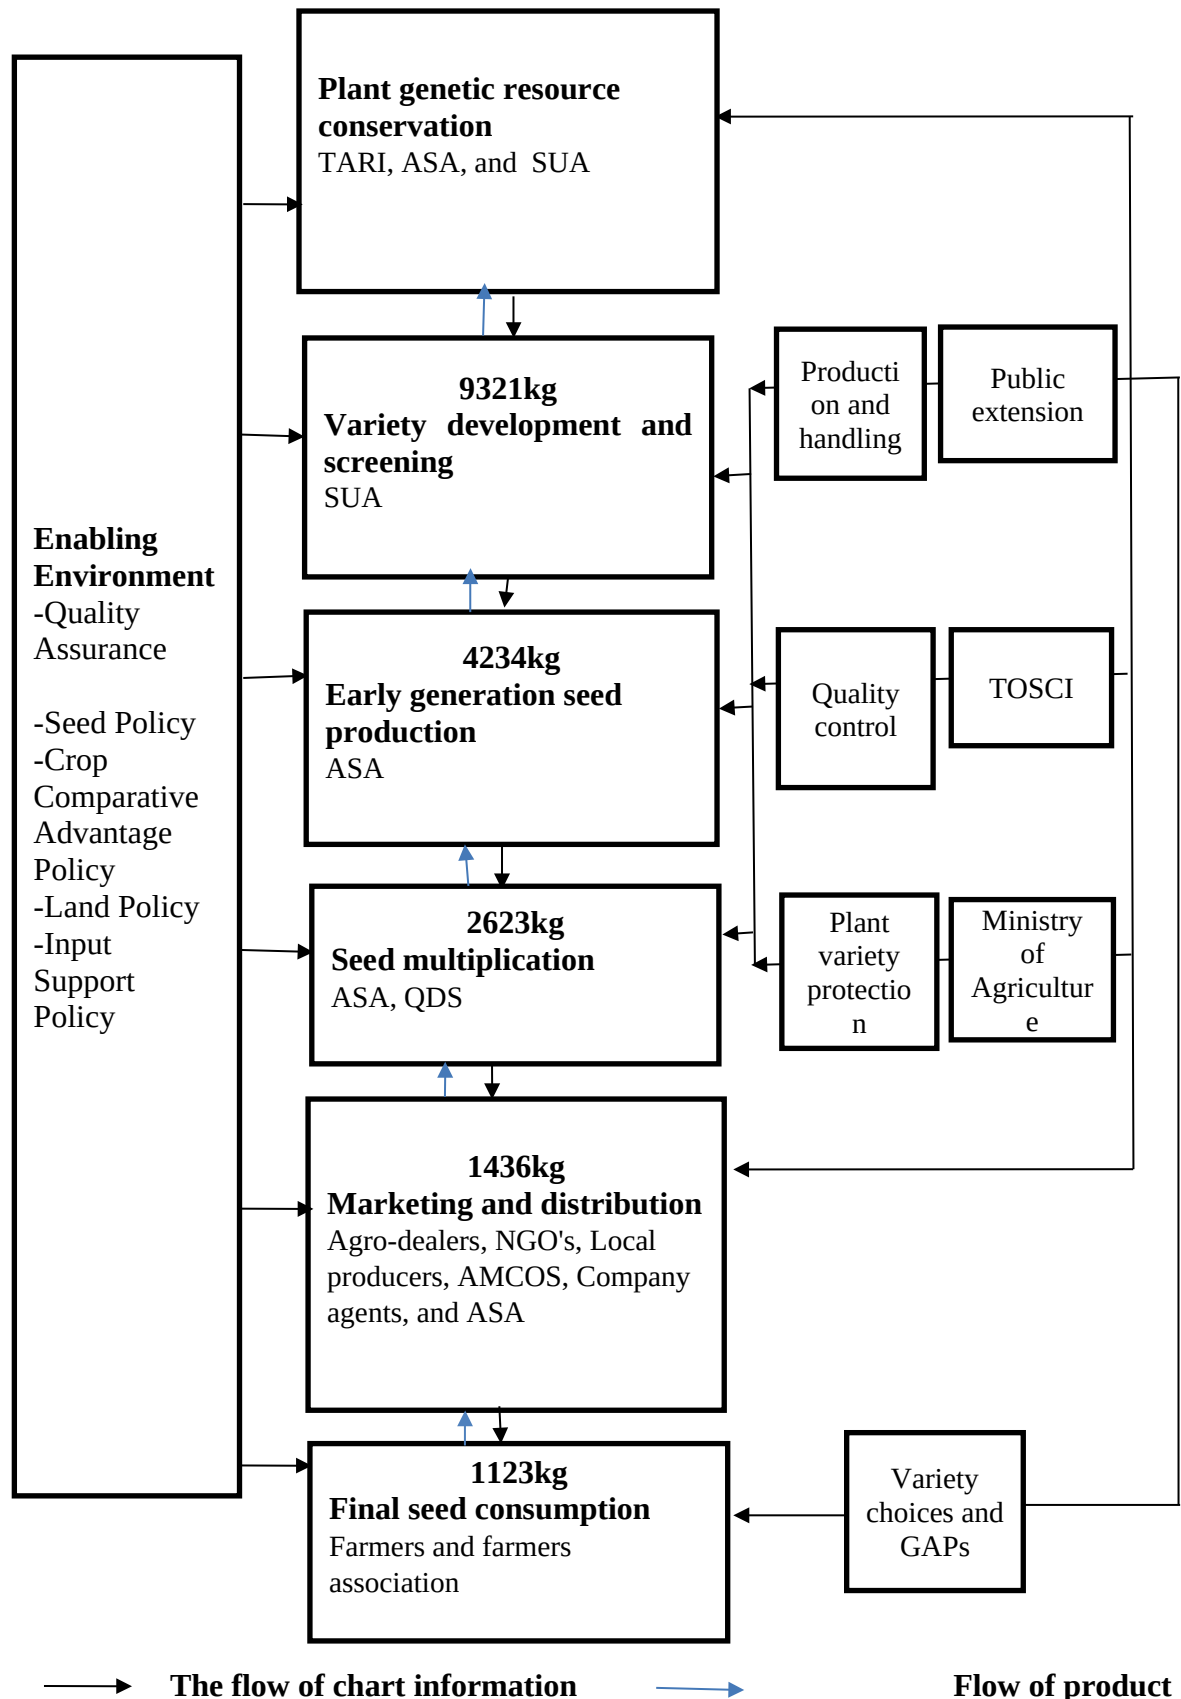 Plant genetic resource
conservation
TARI, ASA, and SUA
9321kg
Variety development and
screening
SUA
Producti
on and
handling
Public
extension
Enabling
Environment
-Quality
Assurance
-Seed Policy
-Crop
Comparative
Advantage
Policy
-Land Policy
-Input
Support
Policy
4234kg
Early generation seed
production
ASA
Quality
control
TOSCI
2623kg
Seed multiplication
ASA, QDS
Plant
variety
protectio
n
Ministry
of
Agricultur
e
1436kg
Marketing and distribution
Agro-dealers, NGO's, Local
producers, AMCOS, Company
agents, and ASA
1123kg
Final seed consumption
Farmers and farmers
association
Variety
choices and
GAPs
The flow of chart information
Flow of product